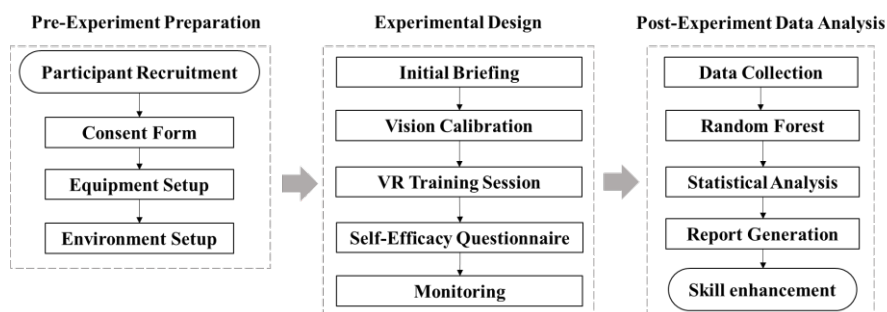 Pre-Experiment Preparation
Participant Recruitment
Consent Form
Equipment Setup
Environment Setup
Experimental Design
Initial Briefing
Vision Calibration
VR Training Session
Self-Efficacy Questionnaire
Monitoring
Post-Experiment Data Analysis
Data Collection
Random Forest
Statistical Analysis
Report Generation
Skill enhancement